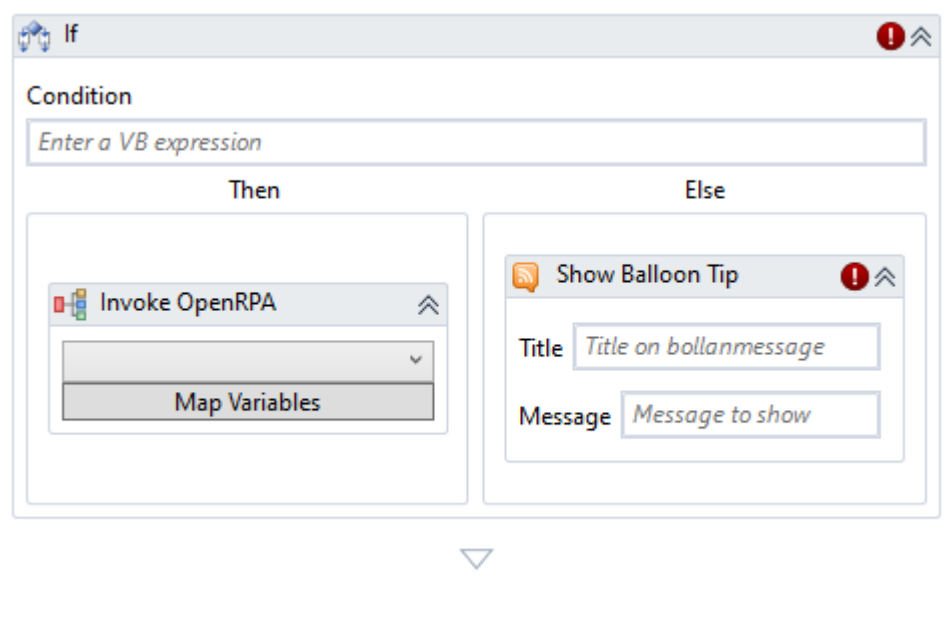 If
Condition
Enter a VB expression
Then
Else
Invoke OpenRPA
Map Variables
Show Balloon Tip
Title
Title on bollanmessage
Message
Message to show